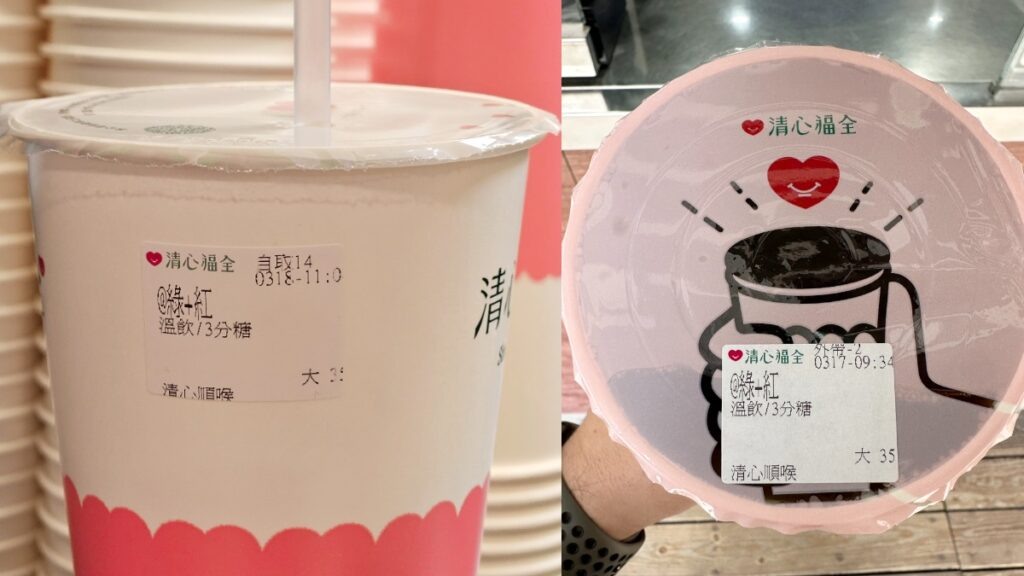 清心福全
自取14
0318-11:0
@綠+紅
溫飲/3分糖
大 35
清心順喉
清
清心福全
清心福全
外帶-2
0317-09:34
@綠+紅
溫飲/3分糖
大 35
清心順喉